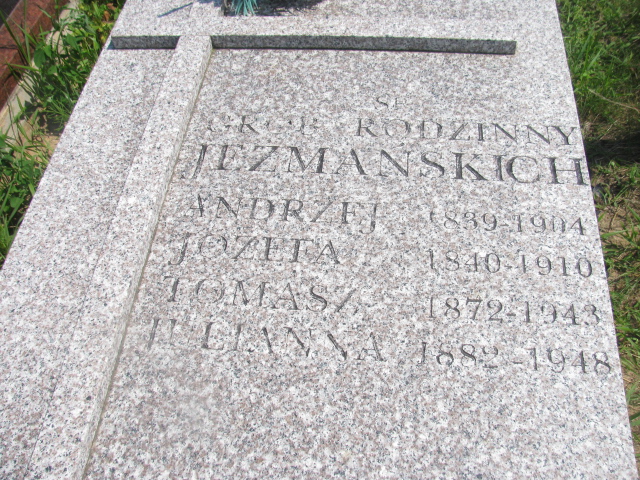 GRÓB RODZINNY
JEZMAŃSKICH
ANDRZEJ 1839-1904
JÓZEFA 1840-1910
TOMASZ 1872-1943
JULIANNA 1882-1948